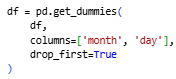 df = pd.get_dummies(
    df,
    columns=['month', 'day'],
    drop_first=True
)